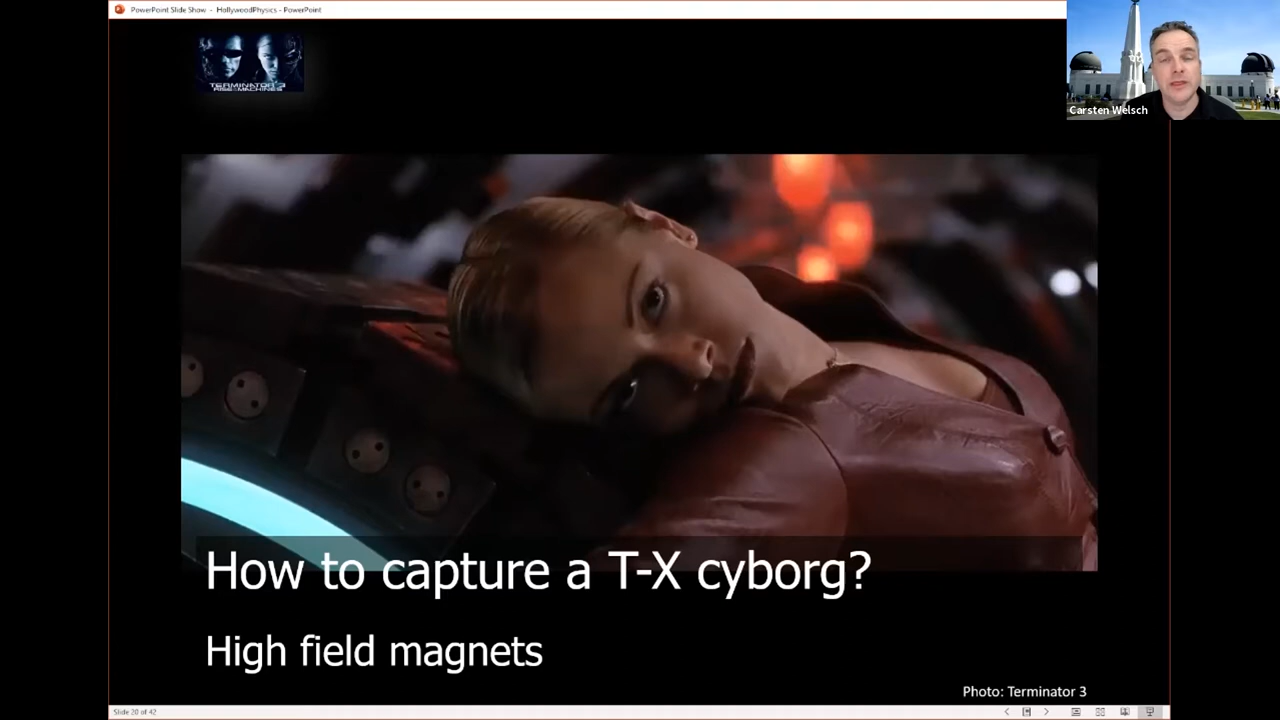 PowerPoint Slide Show - HollywoodPhysics - PowerPoint
Carsten Welsch
TERMINATOR 3
RISE OF THE MACHINES
How to capture a T-X cyborg?
High field magnets
Photo: Terminator 3
Slide 20 of 42